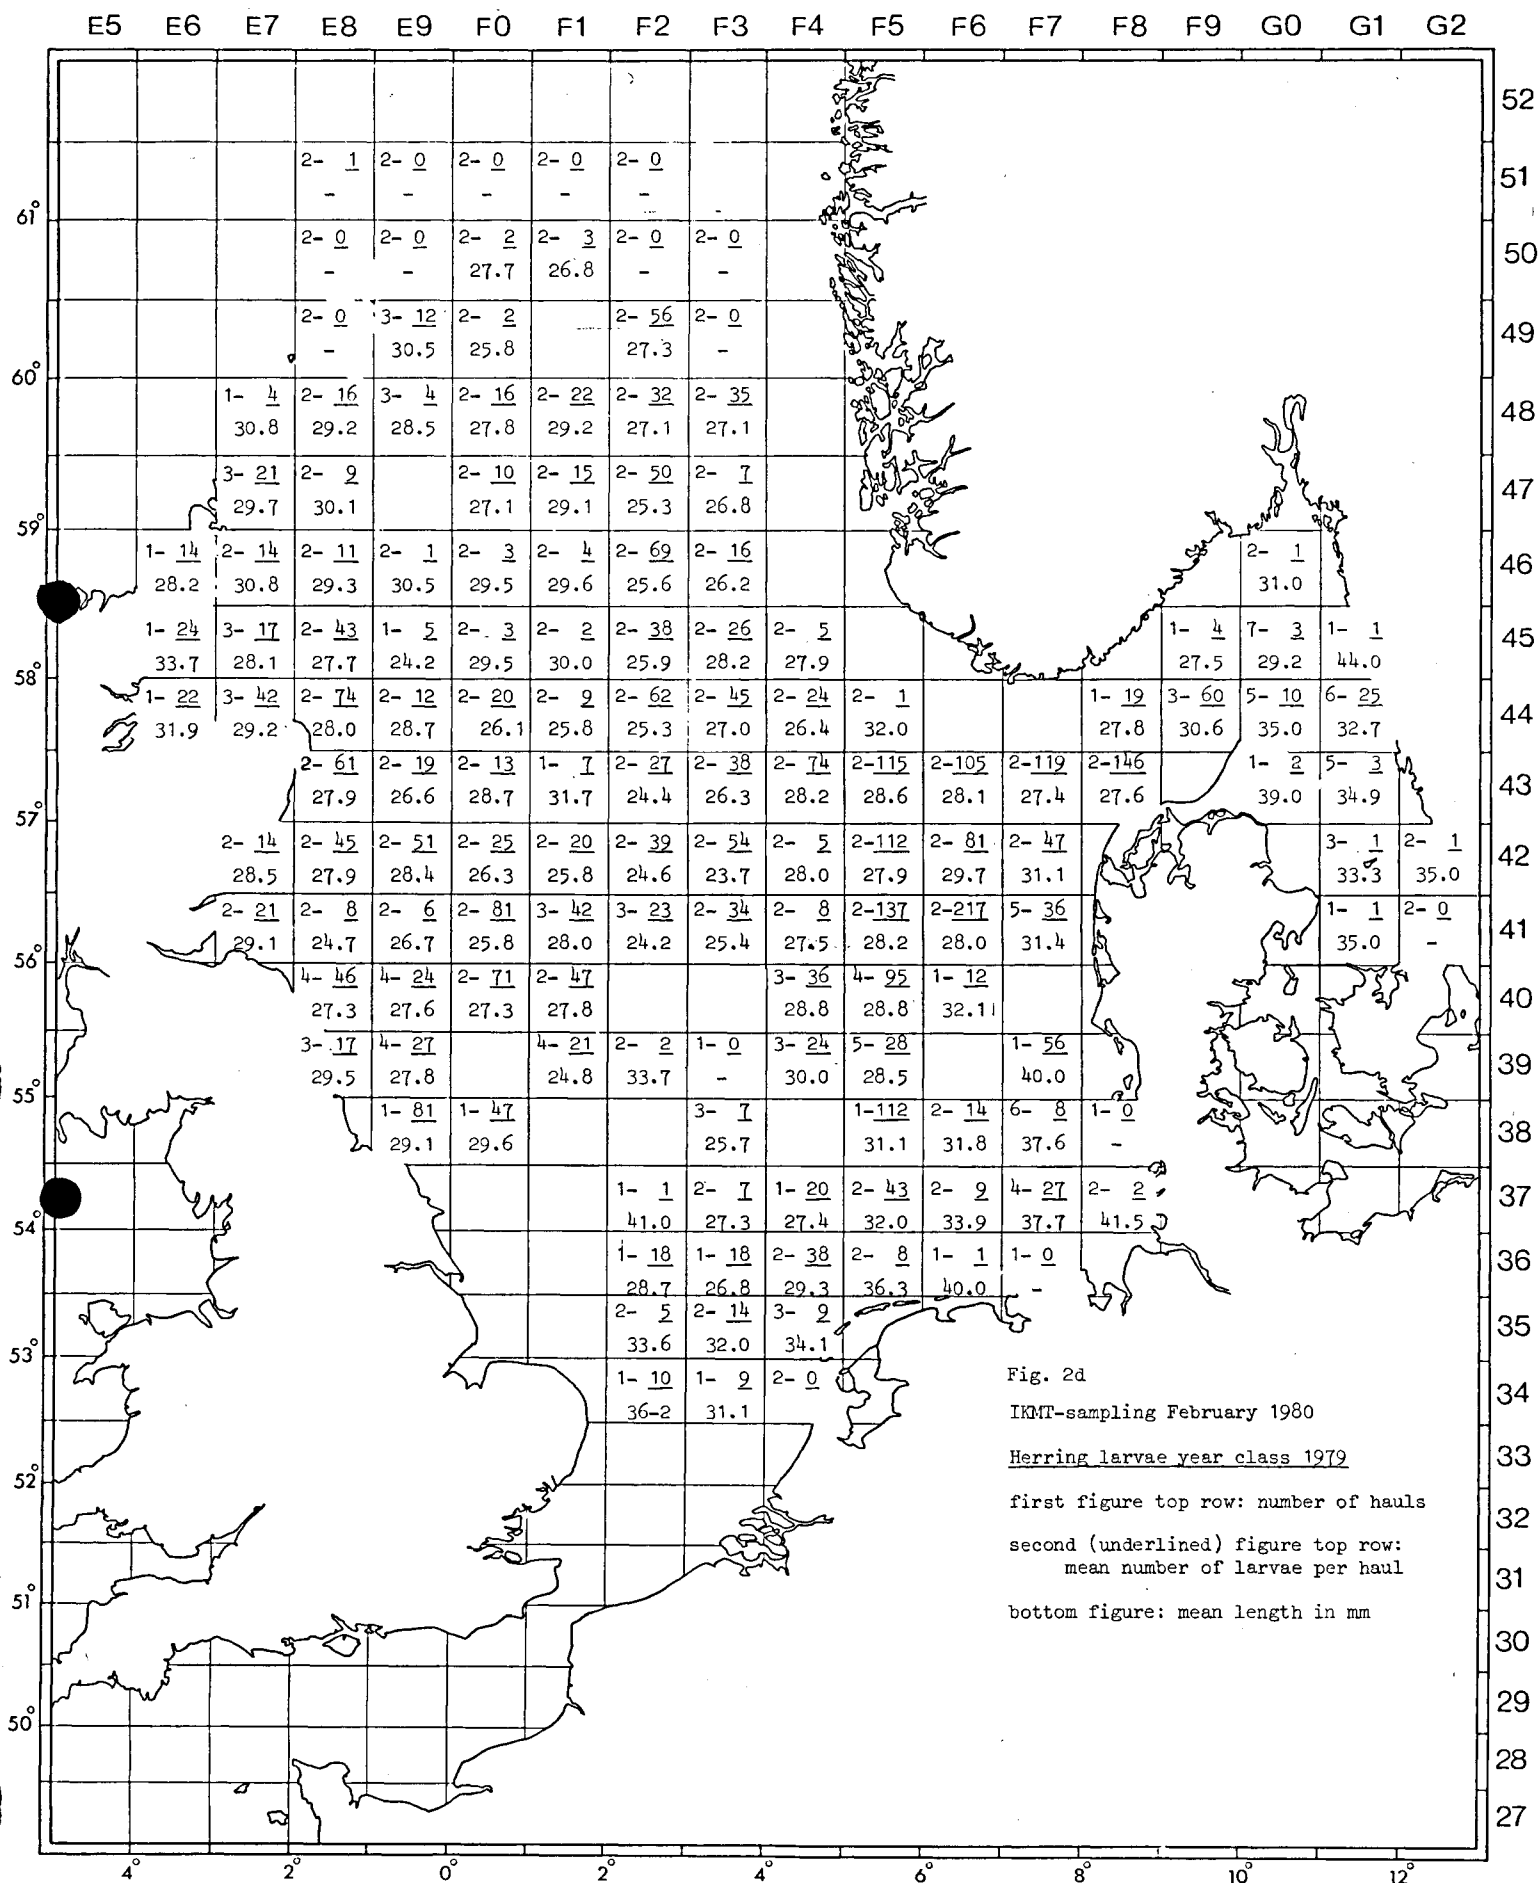 E5 E6 E7 E8 E9 F0 F1 F2 F3 F4 F5 F6 F7 F8 F9 G0 G1 G2
52
2- 1 2- 0 2- 0 2- 0 2- 0 51
- - - - -
61°
2- 0 2- 0 2- 2 2- 3 2- 0 2- 0 50
- - 27.7 26.8 - -
2- 0 3- 12 2- 2 2- 56 2- 0 49
- 30.5 25.8 27.3 -
60°
1- 4 2- 16 3- 4 2- 16 2- 22 2- 32 2- 35 48
30.8 29.2 28.5 27.8 29.2 27.1 27.1
3- 21 2- 9 2- 10 2- 15 2- 50 2- 7 47
29.7 30.1 27.1 29.1 25.3 26.8
59°
1- 14 2- 14 2- 11 2- 1 2- 3 2- 4 2- 69 2- 16 2- 1 46
28.2 30.8 29.3 30.5 29.5 29.6 25.6 26.2 31.0
1- 24 3- 17 2- 43 1- 5 2- 3 2- 2 2- 38 2- 26 2- 5 1- 4 7- 3 1- 1 45
33.7 28.1 27.7 24.2 29.5 30.0 25.9 28.2 27.9 27.5 29.2 44.0
58°
1- 22 3- 42 2- 74 2- 12 2- 20 2- 9 2- 62 2- 45 2- 24 2- 1 1- 19 3- 60 5- 10 6- 25 44
31.9 29.2 28.0 28.7 26.1 25.8 25.3 27.0 26.4 32.0 27.8 30.6 35.0 32.7
2- 61 2- 19 2- 13 1- 7 2- 27 2- 38 2- 74 2-115 2-105 2-119 2-146 1- 2 5- 3 43
27.9 26.6 28.7 31.7 24.4 26.3 28.2 28.6 28.1 27.4 27.6 39.0 34.9
57°
2- 14 2- 45 2- 51 2- 25 2- 20 2- 39 2- 54 2- 5 2-112 2- 81 2- 47 3- 1 2- 1 42
28.5 27.9 28.4 26.3 25.8 24.6 23.7 28.0 27.9 29.7 31.1 33.3 35.0
2- 21 2- 8 2- 6 2- 81 3- 42 3- 23 2- 34 2- 8 2-137 2-217 5- 36 1- 1 2- 0 41
29.1 24.7 26.7 25.8 28.0 24.2 25.4 27.5 28.2 28.0 31.4 35.0 -
56°
4- 46 4- 24 2- 71 2- 47 3- 36 4- 95 1- 12 40
27.3 27.6 27.3 27.8 28.8 28.8 32.1
3- 17 4- 27 4- 21 2- 2 1- 0 3- 24 5- 28 1- 56 39
29.5 27.8 24.8 33.7 - 30.0 28.5 40.0
55°
1- 81 1- 47 3- 7 1-112 2- 14 6- 8 1- 0 38
29.1 29.6 25.7 31.1 31.8 37.6 -
1- 1 2- 7 1- 20 2- 43 2- 9 4- 27 2- 2 37
41.0 27.3 27.4 32.0 33.9 37.7 41.5
54°
1- 18 1- 18 2- 38 2- 8 1- 1 1- 0 36
28.7 26.8 29.3 36.3 40.0 -
2- 5 2- 14 3- 9 35
33.6 32.0 34.1
53°
1- 10 1- 9 2- 0 34
36-2 31.1
Fig. 2d
IKMT-sampling February 1980
Herring larvae year class 1979
33
52°
first figure top row: number of hauls
32
second (underlined) figure top row:
mean number of larvae per haul
31
51°
bottom figure: mean length in mm
30
29
50°
28
27
4° 2° 0° 2° 4° 6° 8° 10° 12°